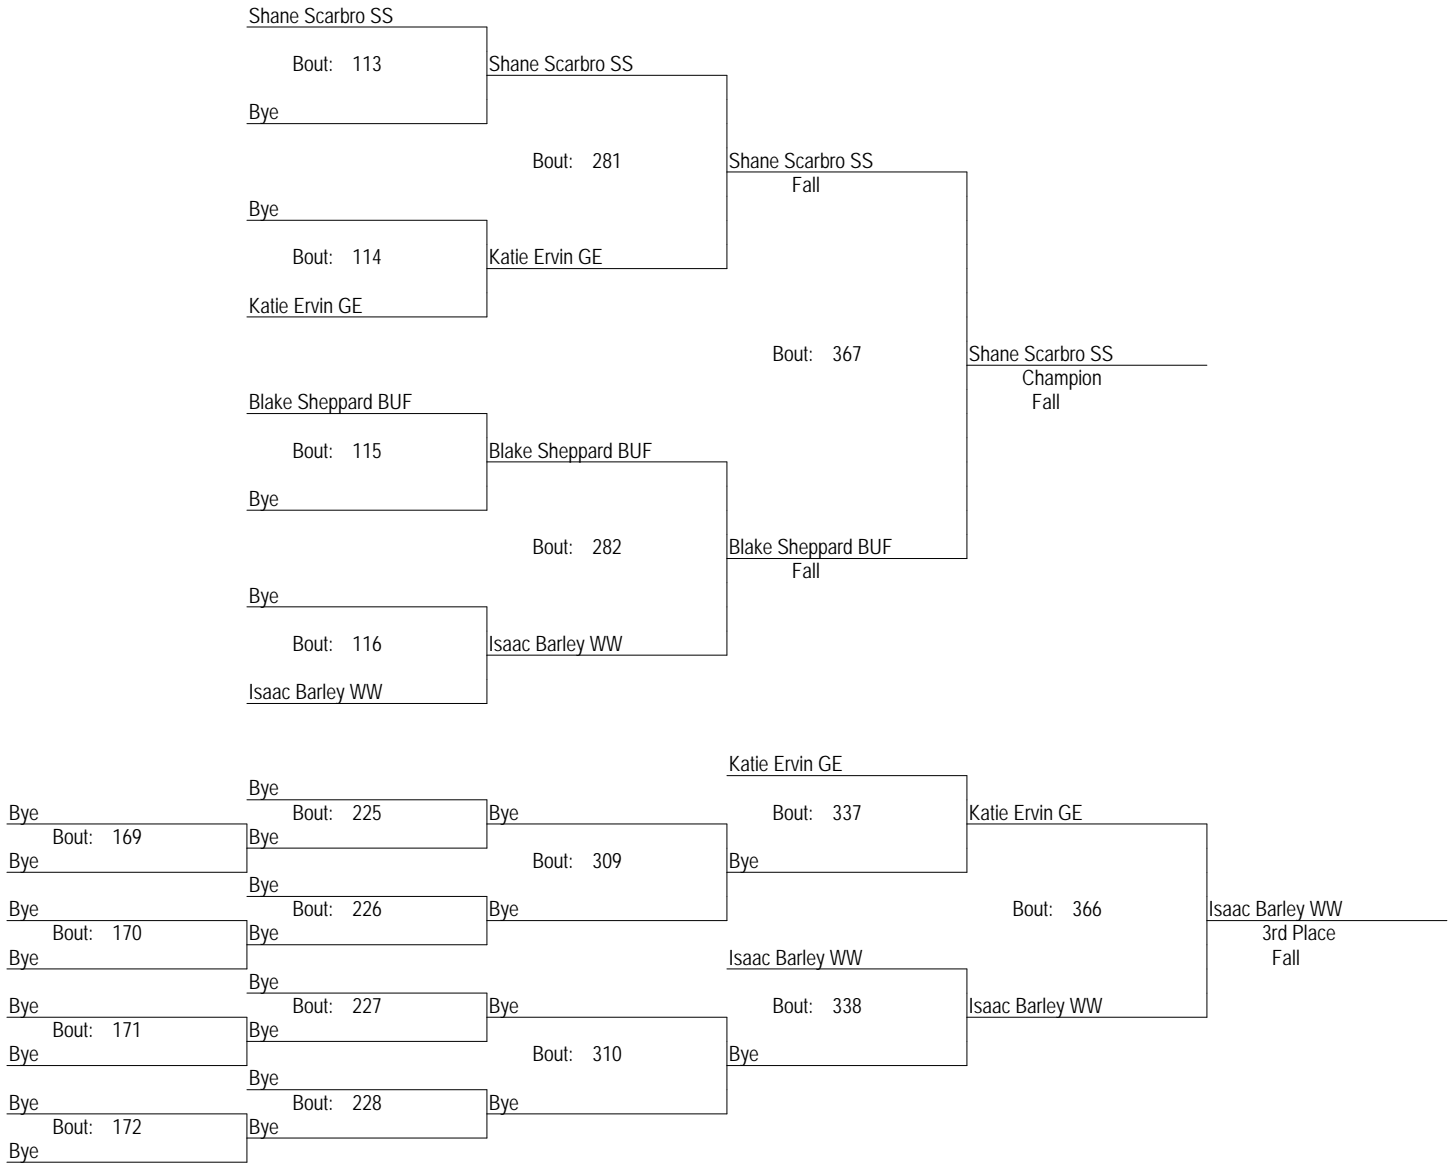 Shane Scarbro SS
Bout: 113 Shane Scarbro SS
Bye
Bout: 281 Shane Scarbro SS
Fall
Bye
Bout: 114 Katie Ervin GE
Katie Ervin GE
Bout: 367 Shane Scarbro SS
Champion
Blake Sheppard BUF Fall
Bout: 115 Blake Sheppard BUF
Bye
Bout: 282 Blake Sheppard BUF
Fall
Bye
Bout: 116 Isaac Barley WW
Isaac Barley WW
Katie Ervin GE
Bye
Bye Bout: 225 Bye Bout: 337 Katie Ervin GE
Bout: 169 Bye
Bye Bout: 309 Bye
Bye
Bye Bout: 226 Bye Bout: 366 Isaac Barley WW
Bout: 170 Bye 3rd Place
Bye Isaac Barley WW Fall
Bye
Bye Bout: 227 Bye Bout: 338 Isaac Barley WW
Bout: 171 Bye
Bye Bout: 310 Bye
Bye
Bye Bout: 228 Bye
Bout: 172 Bye
Bye